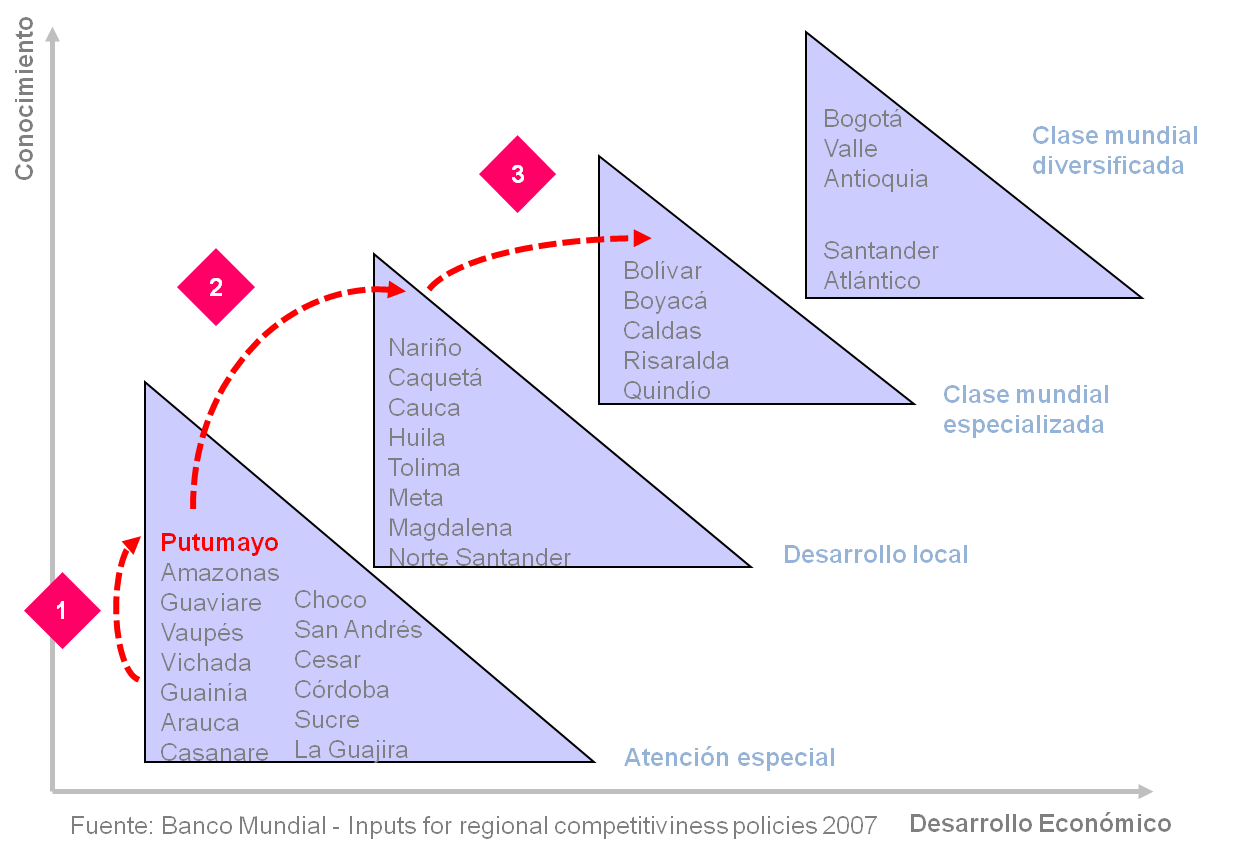 Conocimiento
Bogotá
Valle
Antioquia
Santander
Atlántico
Clase mundial
diversificada
3
Bolívar
Boyacá
Caldas
Risaralda
Quindío
Clase mundial
especializada
2
Nariño
Caquetá
Cauca
Huila
Tolima
Meta
Magdalena
Norte Santander
Desarrollo local
1
Putumayo
Amazonas
Guaviare
Vaupés
Vichada
Guainía
Arauca
Casanare
Choco
San Andrés
Cesar
Córdoba
Sucre
La Guajira
Atención especial
Fuente: Banco Mundial - Inputs for regional competitiviness policies 2007
Desarrollo Económico